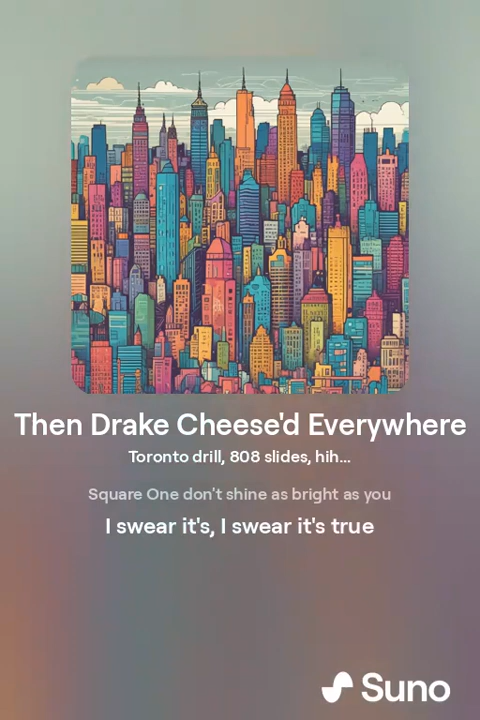 Then Drake Cheese'd Everywhere
Toronto drill, 808 slides, hih...
Square One don't shine as bright as you
I swear it's, I swear it's true
Suno